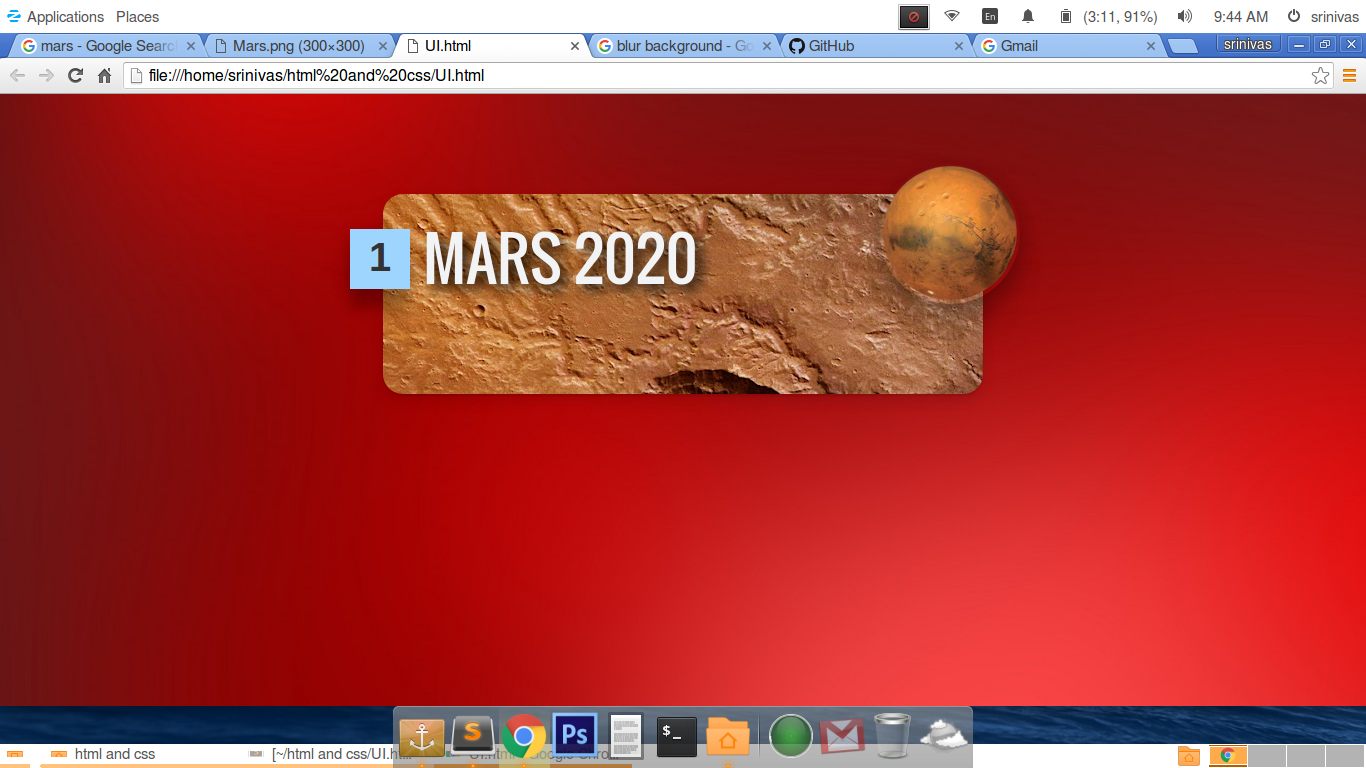 Applications Places En (3:11, 91%) 9:44 AM srinivas
mars - Google Searc Mars.png (300×300) UI.html blur background - Go GitHub Gmail srinivas
file:///home/srinivas/html%20and%20css/UI.html
1 MARS 2020
S Ps $_ M
html and css [~/html and css/UI.ht... UI.html - Google Chro...